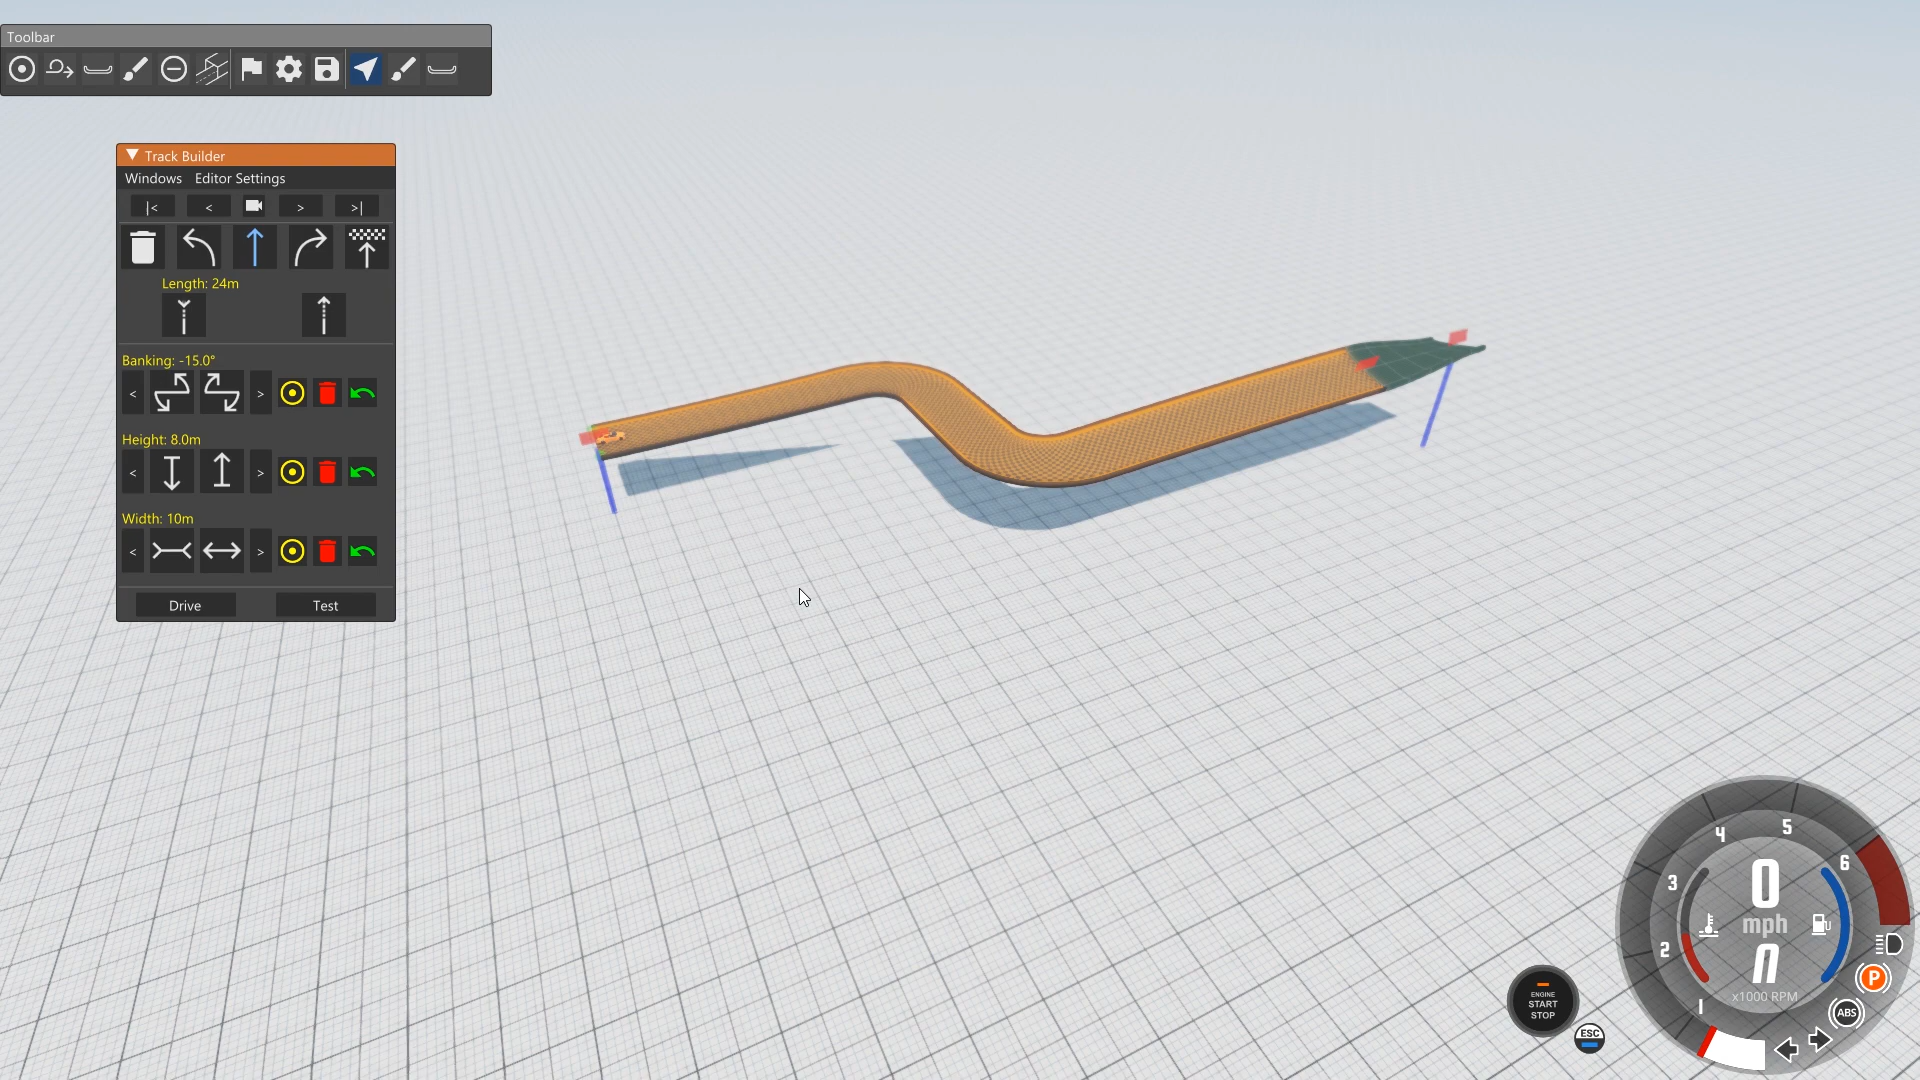 Toolbar
Track Builder
Windows Editor Settings
|< < > >|
Length: 24m
Banking: -15.0°
< >
Height: 8.0m
< >
Width: 10m
< >
Drive Test
1
2
3
4
5
6
0
mph
n
x1000 RPM
P
ABS
ENGINE
START
STOP
ESC